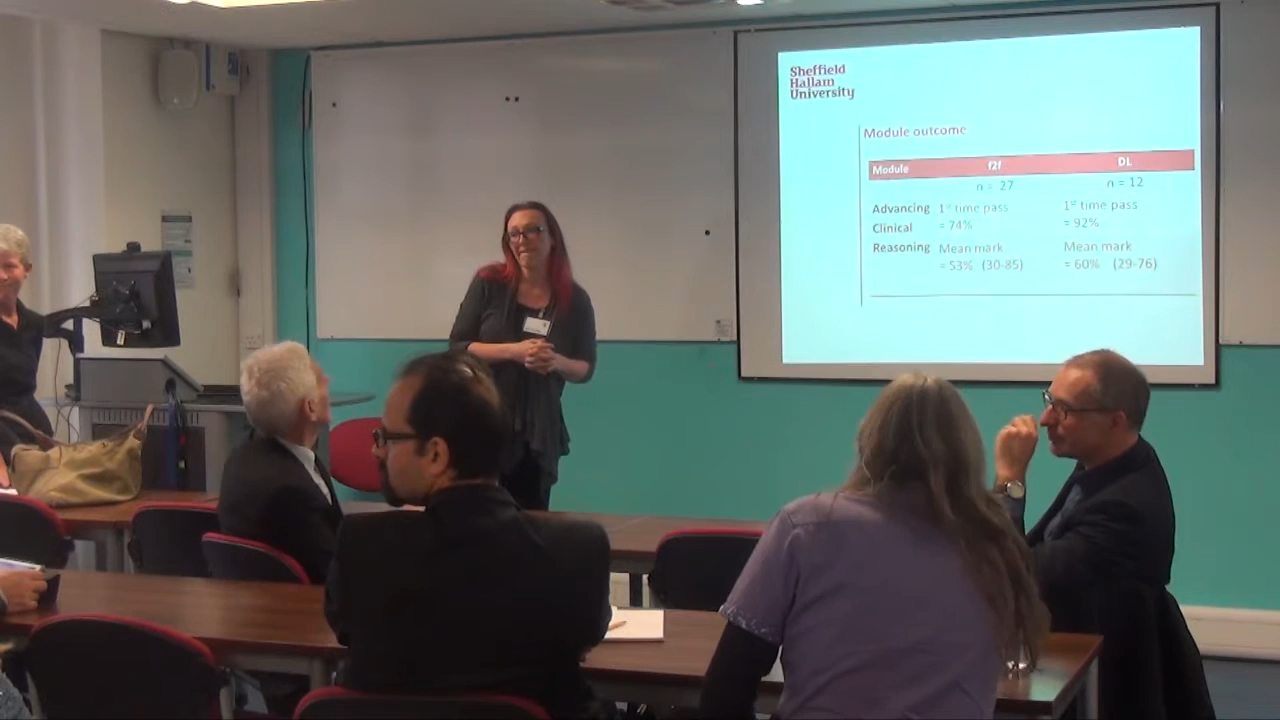 Sheffield
Hallam
University
Module outcome
Module f2f DL
n = 27 n = 12
Advancing 1st time pass 1st time pass
Clinical = 74% = 92%
Reasoning Mean mark Mean mark
= 53% (30-85) = 60% (29-76)